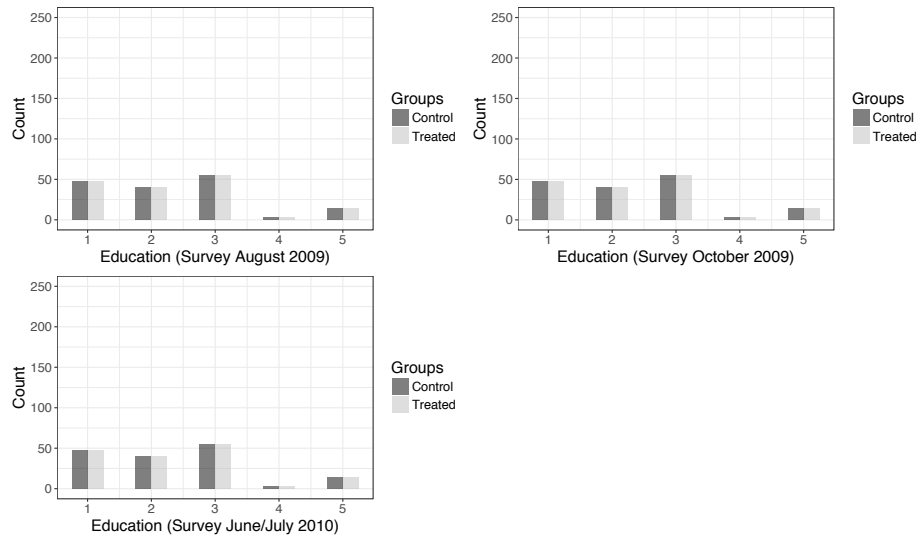 250
200
150
100
50
0
Count
1 2 3 4 5
Education (Survey August 2009)
Groups
Control
Treated
250
200
150
100
50
0
Count
1 2 3 4 5
Education (Survey October 2009)
Groups
Control
Treated
250
200
150
100
50
0
Count
1 2 3 4 5
Education (Survey June/July 2010)
Groups
Control
Treated